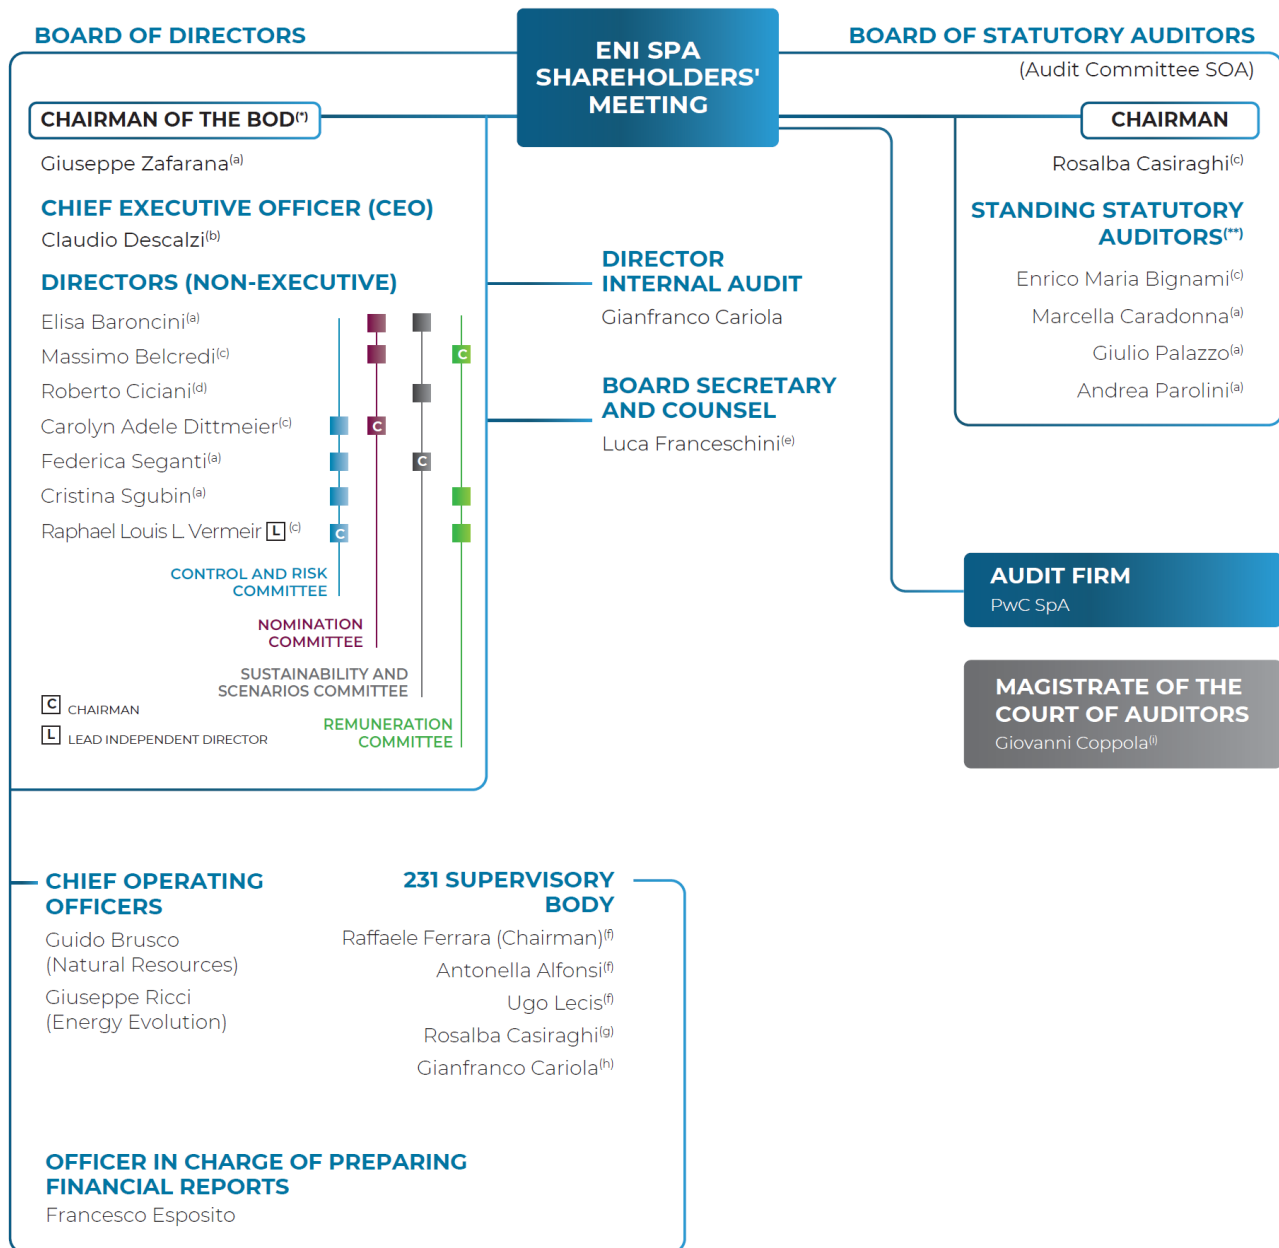 BOARD OF DIRECTORS
ENI SPA
SHAREHOLDERS'
MEETING
BOARD OF STATUTORY AUDITORS
(Audit Committee SOA)
CHAIRMAN OF THE BOD(*)
Giuseppe Zafarana(a)
CHIEF EXECUTIVE OFFICER (CEO)
Claudio Descalzi(b)
DIRECTORS (NON-EXECUTIVE)
Elisa Baroncini(a)
Massimo Belcredi(c)
C
Roberto Ciciani(d)
Carolyn Adele Dittmeier(c)
C
Federica Seganti(a)
C
Cristina Sgubin(a)
Raphael Louis L. Vermeir L (c)
C
CONTROL AND RISK
COMMITTEE
NOMINATION
COMMITTEE
SUSTAINABILITY AND
SCENARIOS COMMITTEE
REMUNERATION
COMMITTEE
C CHAIRMAN
L LEAD INDEPENDENT DIRECTOR
DIRECTOR
INTERNAL AUDIT
Gianfranco Cariola
BOARD SECRETARY
AND COUNSEL
Luca Franceschini(e)
CHAIRMAN
Rosalba Casiraghi(c)
STANDING STATUTORY
AUDITORS(**)
Enrico Maria Bignami(c)
Marcella Caradonna(a)
Giulio Palazzo(a)
Andrea Parolini(a)
AUDIT FIRM
PwC SpA
MAGISTRATE OF THE
COURT OF AUDITORS
Giovanni Coppola(i)
CHIEF OPERATING
OFFICERS
Guido Brusco
(Natural Resources)
Giuseppe Ricci
(Energy Evolution)
231 SUPERVISORY
BODY
Raffaele Ferrara (Chairman)(f)
Antonella Alfonsi(f)
Ugo Lecis(f)
Rosalba Casiraghi(g)
Gianfranco Cariola(h)
OFFICER IN CHARGE OF PREPARING
FINANCIAL REPORTS
Francesco Esposito